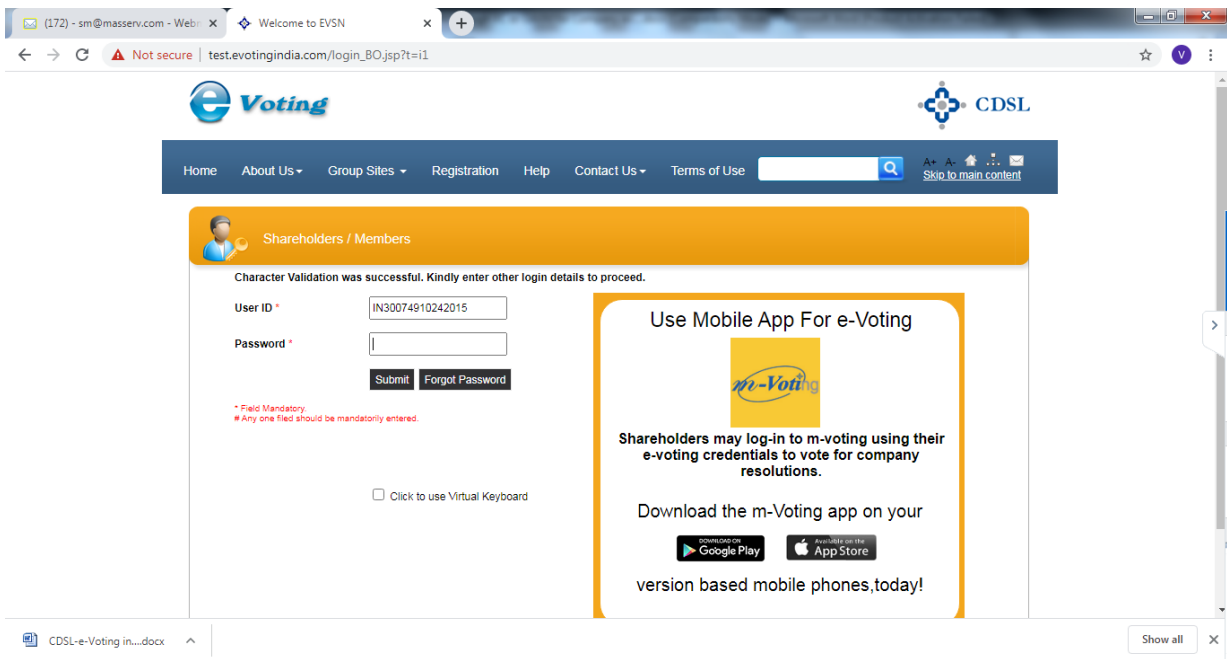 (172) - sm@masserv.com - Webm
Welcome to EVSN
Not secure | test.evotingindia.com/login_BO.jsp?t=i1
V
e Voting
CDSL
Home About Us Group Sites Registration Help Contact Us Terms of Use
A+ A-
Skip to main content
Shareholders / Members
Character Validation was successful. Kindly enter other login details to proceed.
User ID *
IN30074910242015
Password *
Submit Forgot Password
* Field Mandatory.
# Any one filed should be mandatorily entered.
Click to use Virtual Keyboard
Use Mobile App For e-Voting
m-Voting
Shareholders may log-in to m-voting using their
e-voting credentials to vote for company
resolutions.
Download the m-Voting app on your
DOWNLOAD ON
Google Play
Available on the
App Store
version based mobile phones,today!
CDSL-e-Voting in....docx
Show all